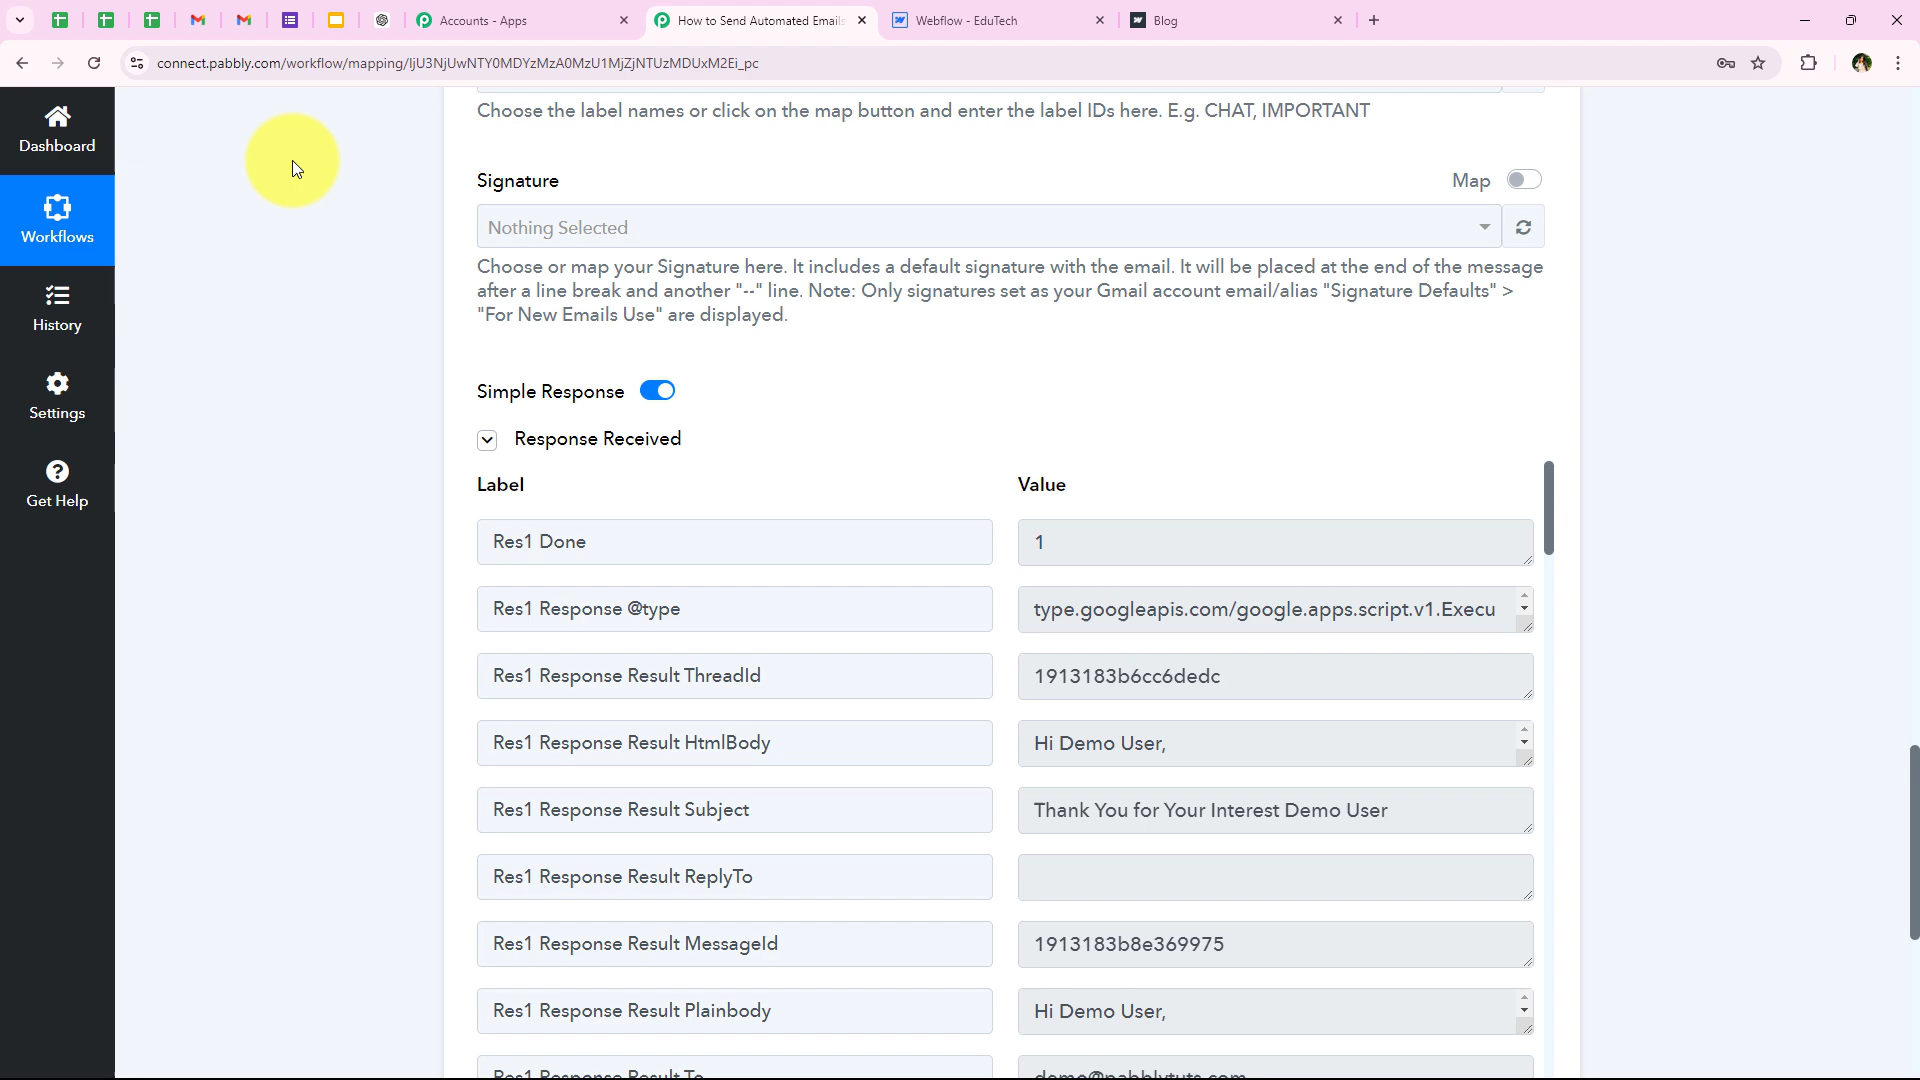 Accounts - Apps
How to Send Automated Emails
Webflow - EduTech
Blog
connect.pabbly.com/workflow/mapping/IjU3NjUwNTY0MDYzMzA0MzU1MjZjNTUzMDUxM2Ei_pc
Dashboard
Workflows
History
Settings
Get Help
Choose the label names or click on the map button and enter the label IDs here. E.g. CHAT, IMPORTANT
Signature
Map
Nothing Selected
Choose or map your Signature here. It includes a default signature with the email. It will be placed at the end of the message
after a line break and another "--" line. Note: Only signatures set as your Gmail account email/alias "Signature Defaults" >
"For New Emails Use" are displayed.
Simple Response
Response Received
Label
Value
Res1 Done
1
Res1 Response @type
type.googleapis.com/google.apps.script.v1.Execu
Res1 Response Result ThreadId
1913183b6cc6dedc
Res1 Response Result HtmlBody
Hi Demo User,
Res1 Response Result Subject
Thank You for Your Interest Demo User
Res1 Response Result ReplyTo
Res1 Response Result MessageId
1913183b8e369975
Res1 Response Result Plainbody
Hi Demo User,
Res1 Response Result To
demo@pabblytuts.com